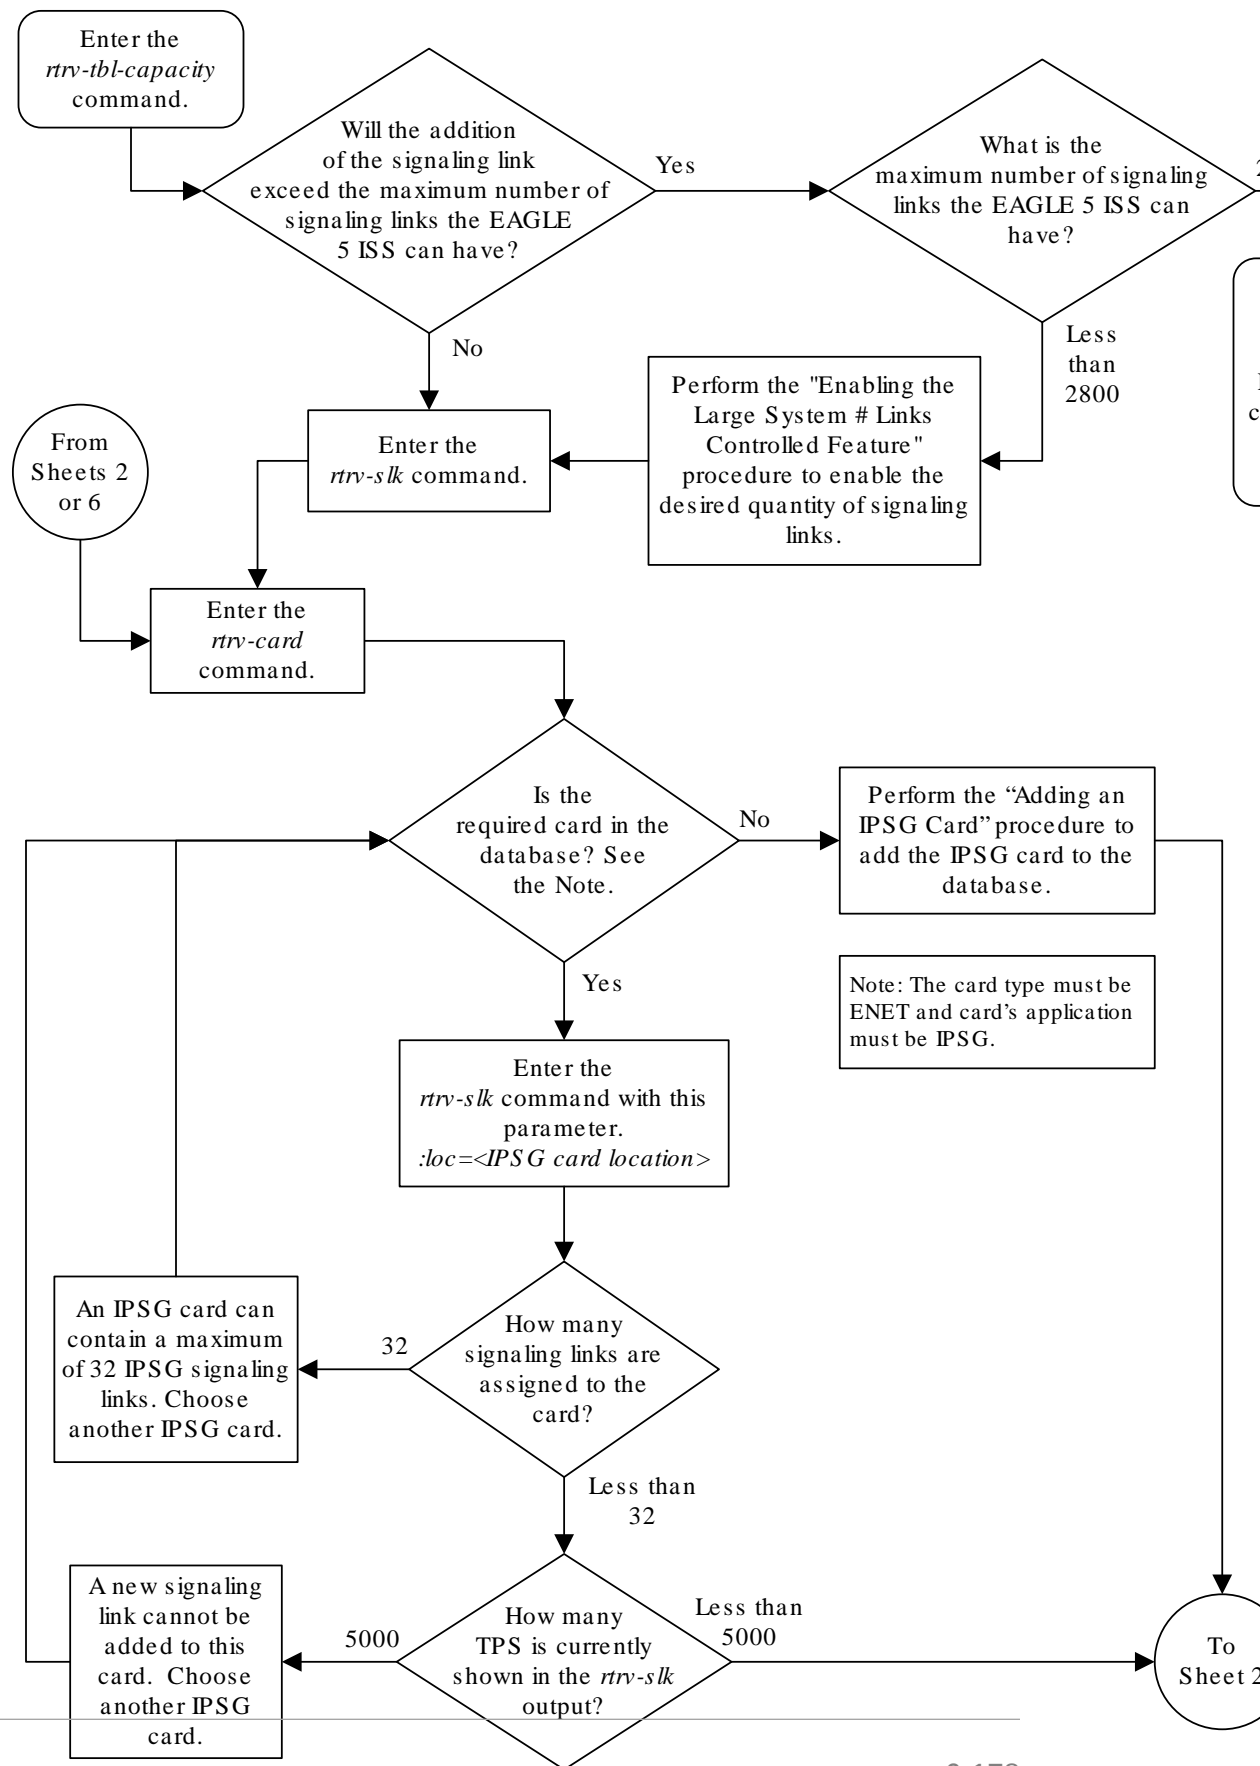 Enter the
rtrv-tbl-capacity
command.
Will the addition
of the signaling link
exceed the maximum number of
signaling links the EAGLE
5 ISS can have?
Yes
What is the
maximum number of signaling
links the EAGLE 5 ISS can
have?
No
Less
than
2800
Perform the "Enabling the
Large System # Links
Controlled Feature"
procedure to enable the
desired quantity of signaling
links.
Enter the
rtrv-slk command.
From
Sheets 2
or 6
Enter the
rtrv-card
command.
Is the
required card in the
database? See
the Note.
No
Perform the “Adding an
IPSG Card” procedure to
add the IPSG card to the
database.
Yes
Note: The card type must be
ENET and card’s application
must be IPSG.
Enter the
rtrv-slk command with this
parameter.
:loc=<IPSG card location>
How many
signaling links are
assigned to the
card?
32
An IPSG card can
contain a maximum
of 32 IPSG signaling
links. Choose
another IPSG card.
Less than
32
How many
TPS is currently
shown in the rtrv-slk
output?
5000
A new signaling
link cannot be
added to this
card. Choose
another IPSG
card.
Less than
5000
To
Sheet 2